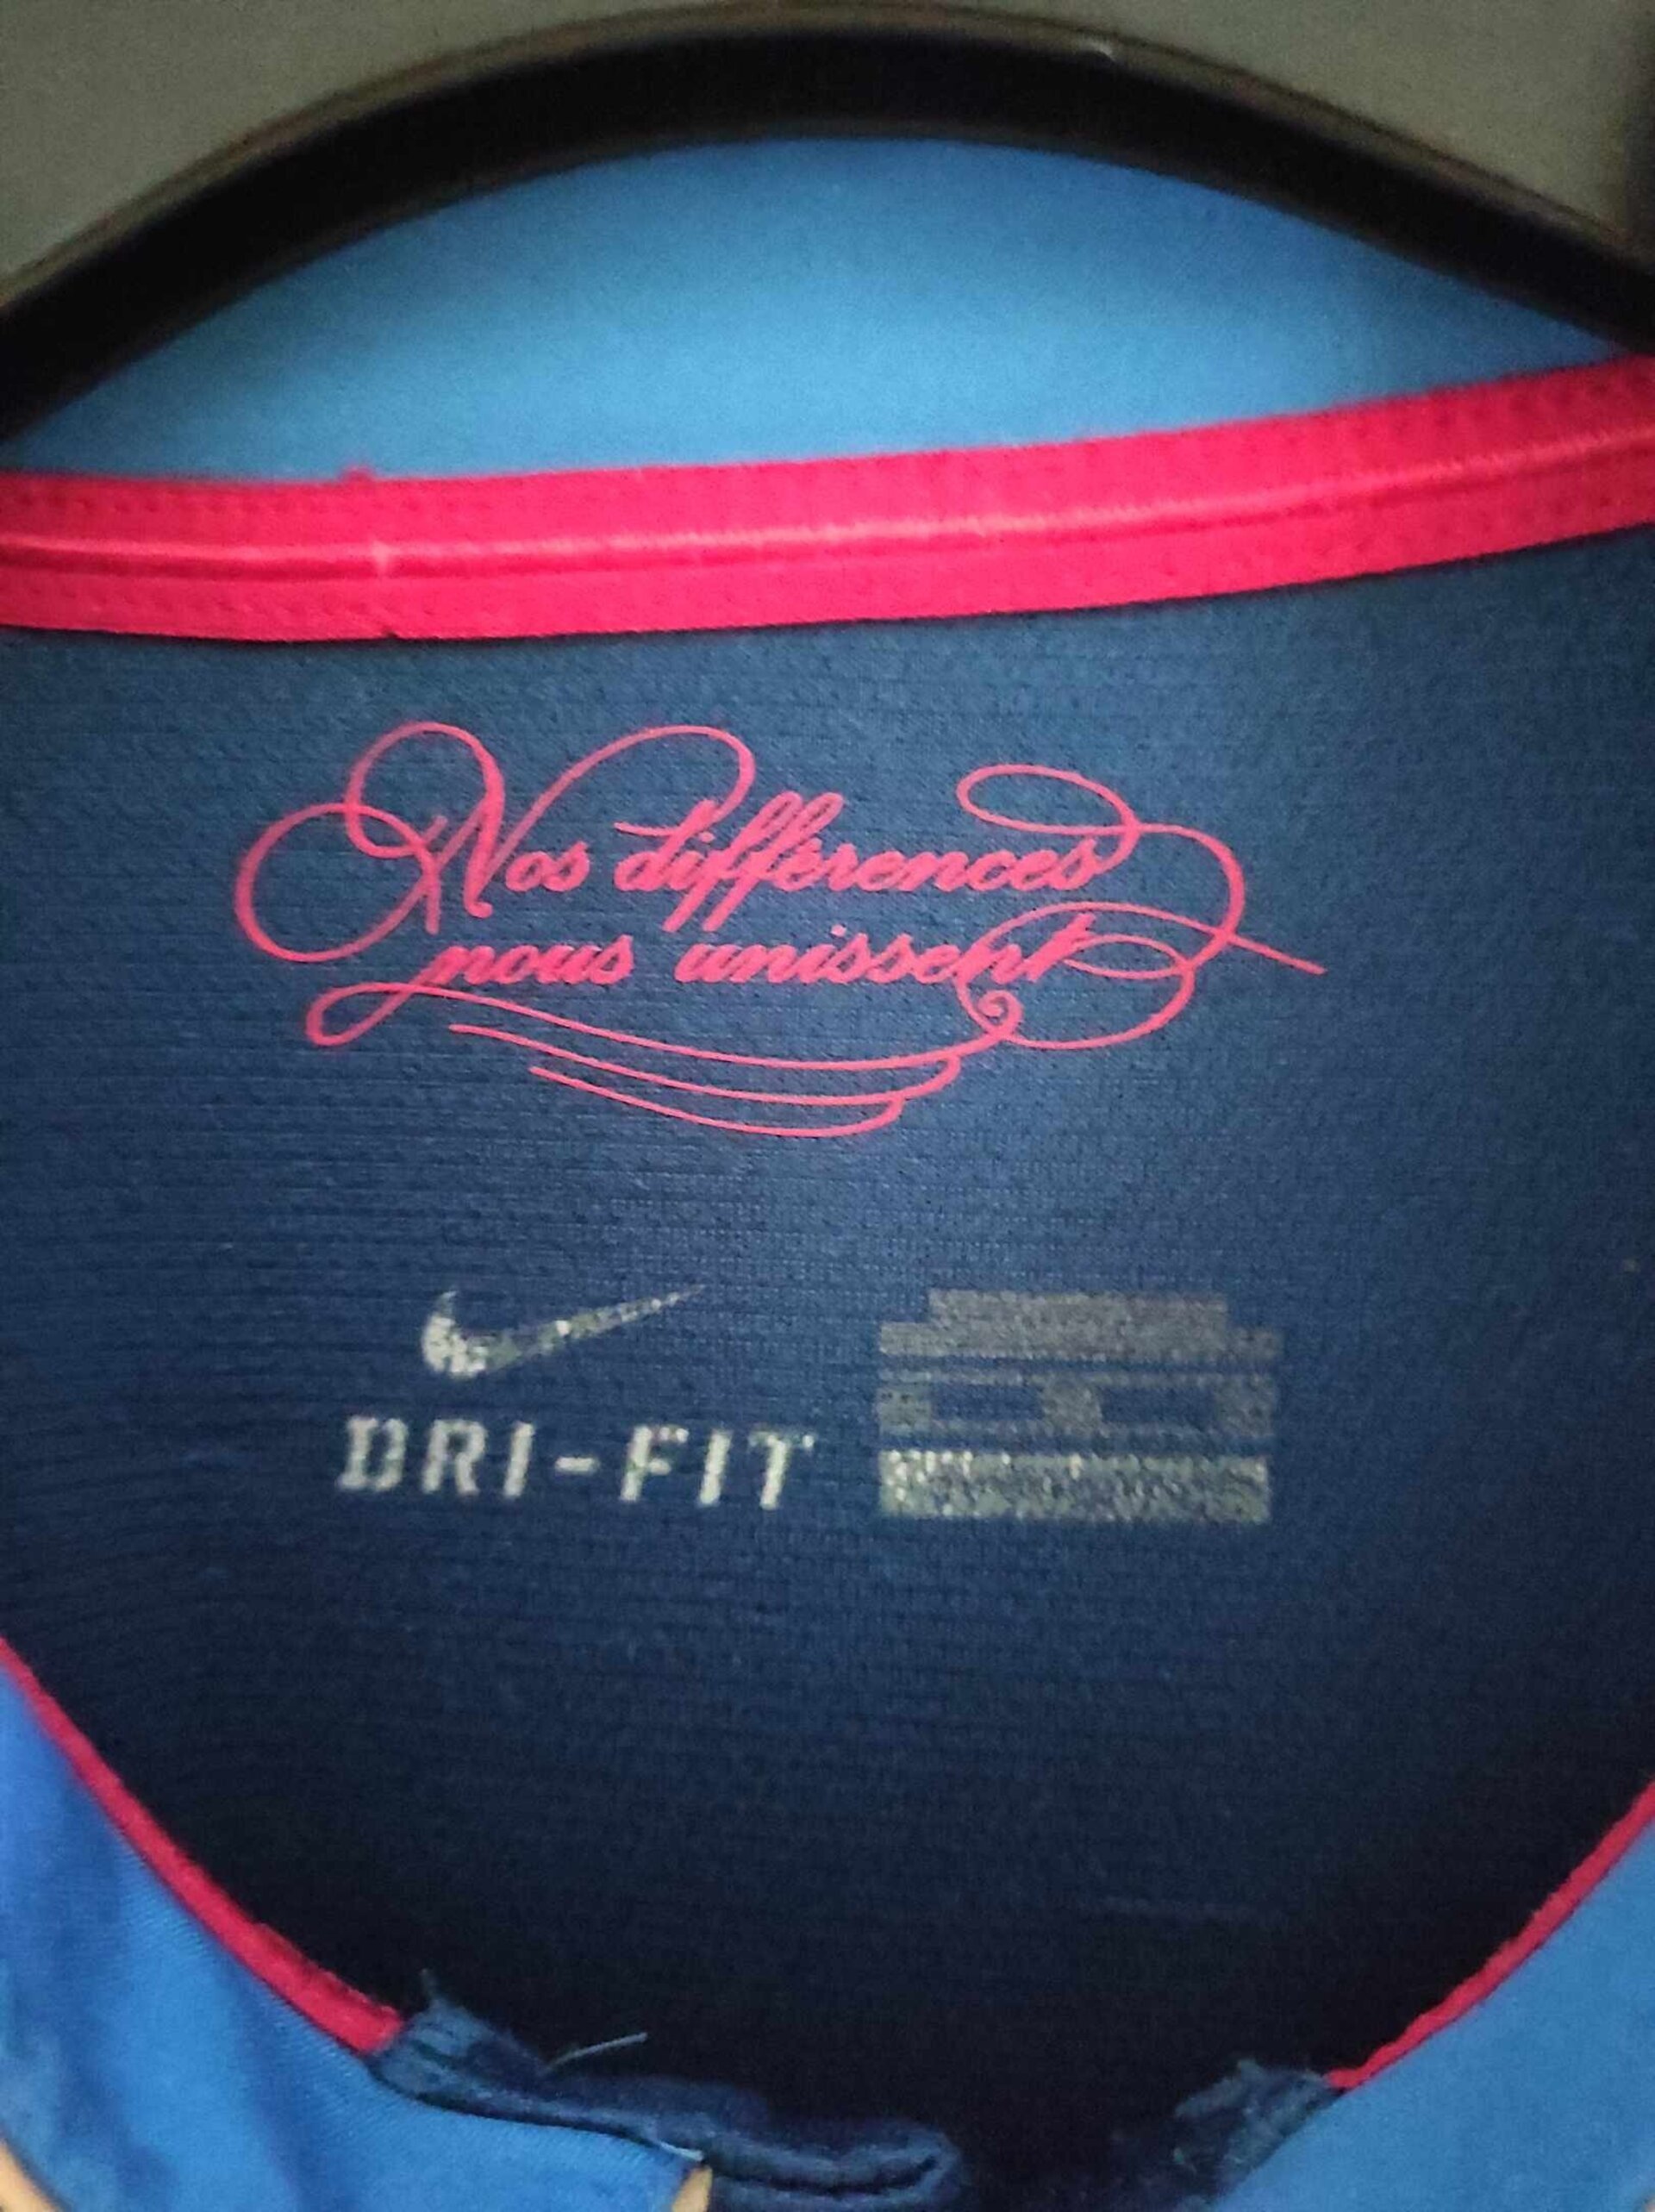 Nos différences
nous unissent
DRI-FIT